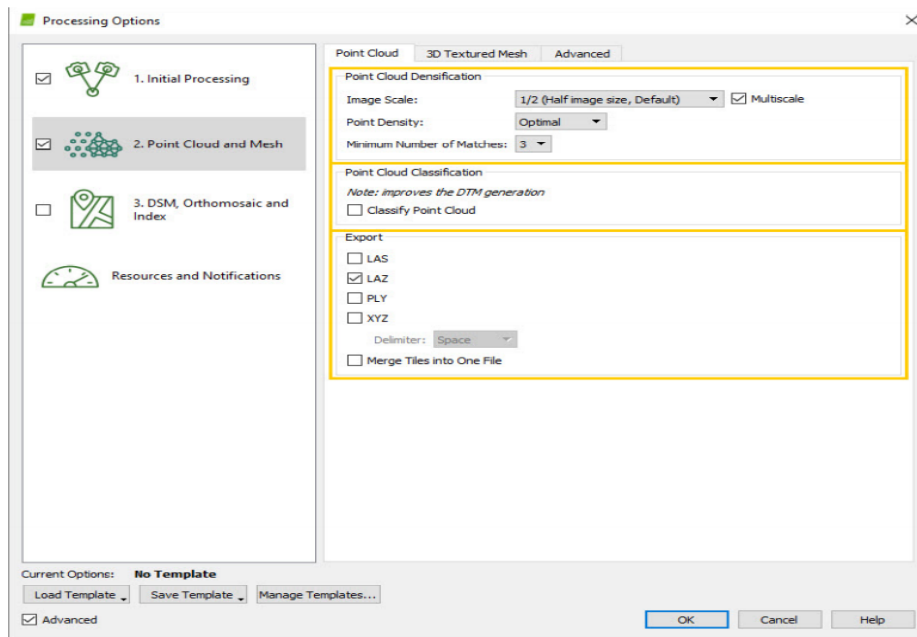 Processing Options
1. Initial Processing
2. Point Cloud and Mesh
3. DSM, Orthomosaic and
Index
Resources and Notifications
Point Cloud 3D Textured Mesh Advanced
Point Cloud Densification
Image Scale: 1/2 (Half image size, Default) Multiscale
Point Density: Optimal
Minimum Number of Matches: 3
Point Cloud Classification
Note: improves the DTM generation
Classify Point Cloud
Export
LAS
LAZ
PLY
XYZ
Delimiter: Space
Merge Tiles into One File
Current Options: No Template
Load Template Save Template Manage Templates...
Advanced
OK Cancel Help